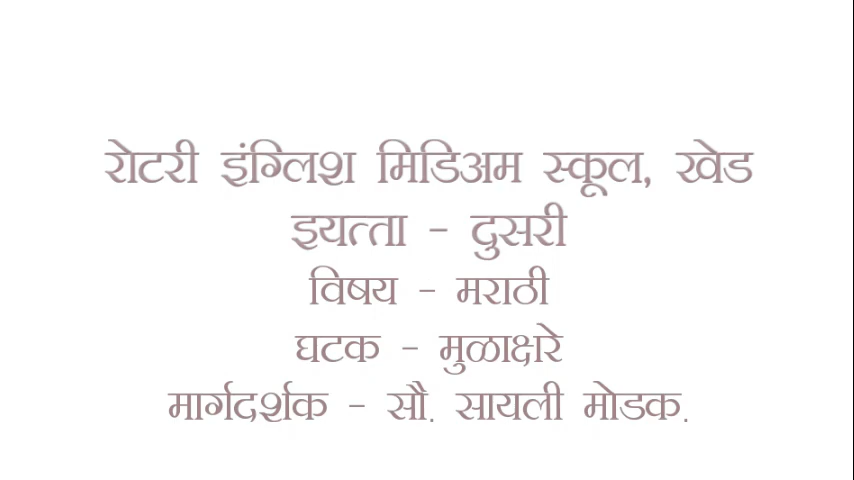 रोटरी इंग्लिश मिडिअम स्कूल, खेड
इयत्ता - दुसरी
विषय - मराठी
घटक - मुळाक्षरे
मार्गदर्शक - सौ. सायली मोडक.